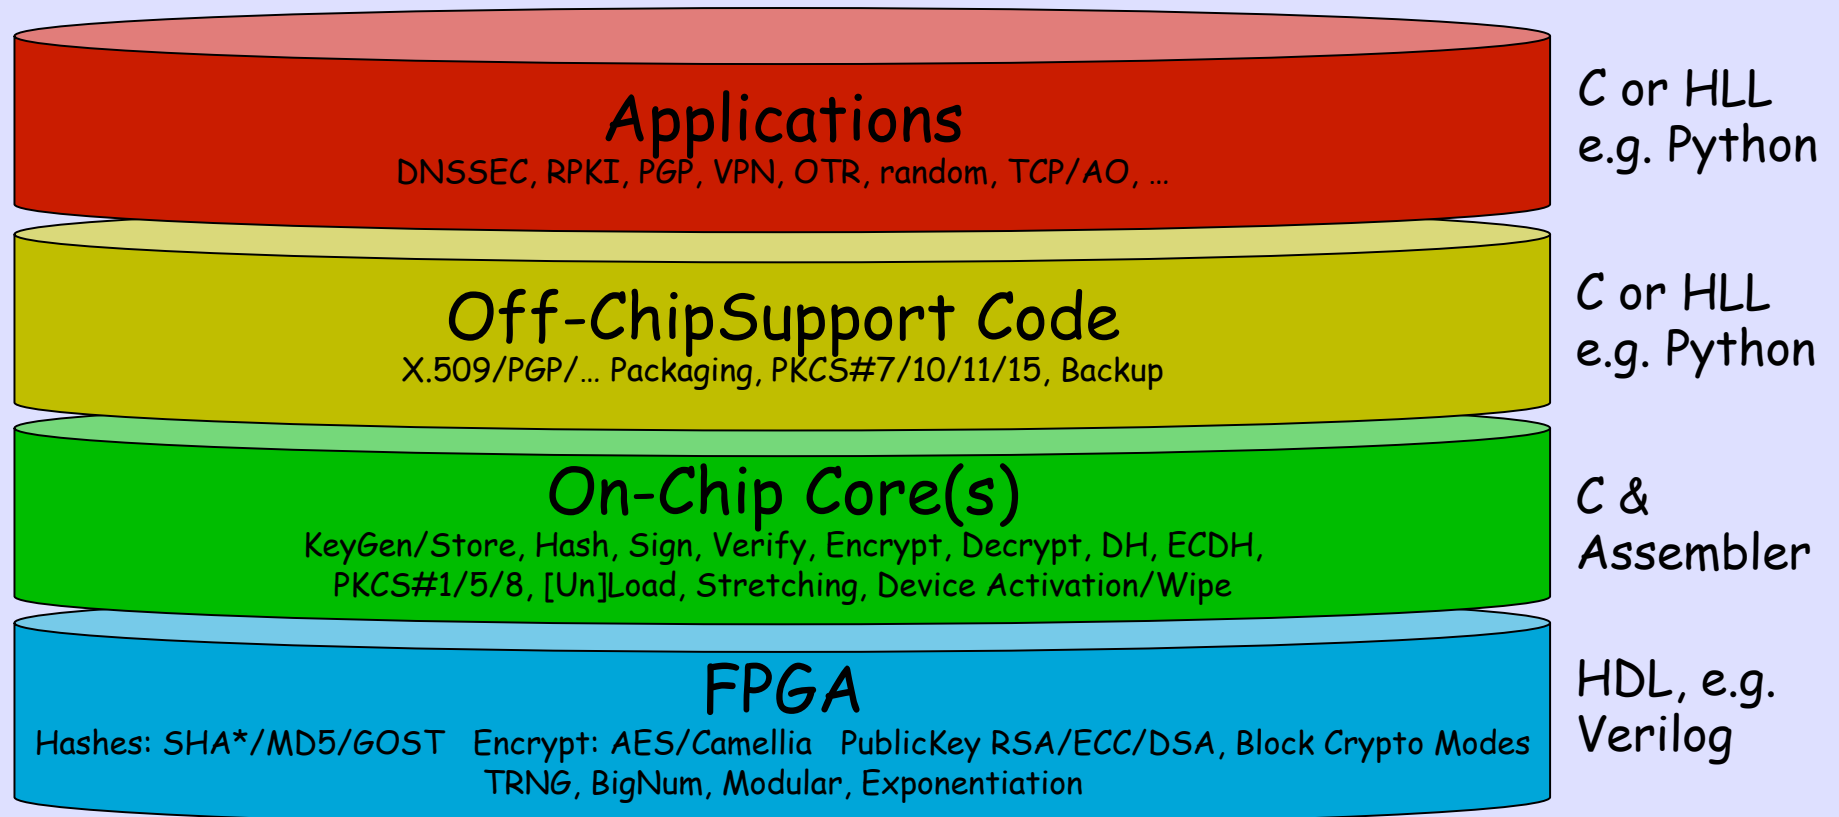 Applications
DNSSEC, RPKI, PGP, VPN, OTR, random, TCP/AO, ...
C or HLL
e.g. Python
Off-ChipSupport Code
X.509/PGP/... Packaging, PKCS#7/10/11/15, Backup
C or HLL
e.g. Python
On-Chip Core(s)
KeyGen/Store, Hash, Sign, Verify, Encrypt, Decrypt, DH, ECDH,
PKCS#1/5/8, [Un]Load, Stretching, Device Activation/Wipe
C &
Assembler
FPGA
Hashes: SHA*/MD5/GOST Encrypt: AES/Camellia PublicKey RSA/ECC/DSA, Block Crypto Modes
TRNG, BigNum, Modular, Exponentiation
HDL, e.g.
Verilog